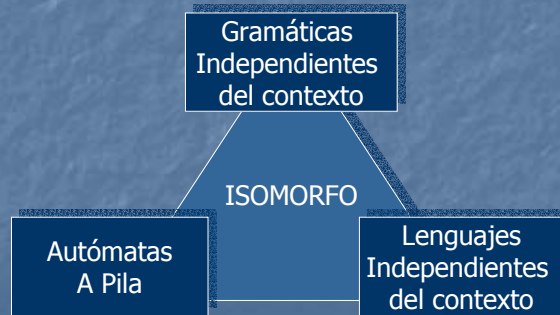 Gramáticas
Independientes
del contexto
ISOMORFO
Autómatas
A Pila
Lenguajes
Independientes
del contexto